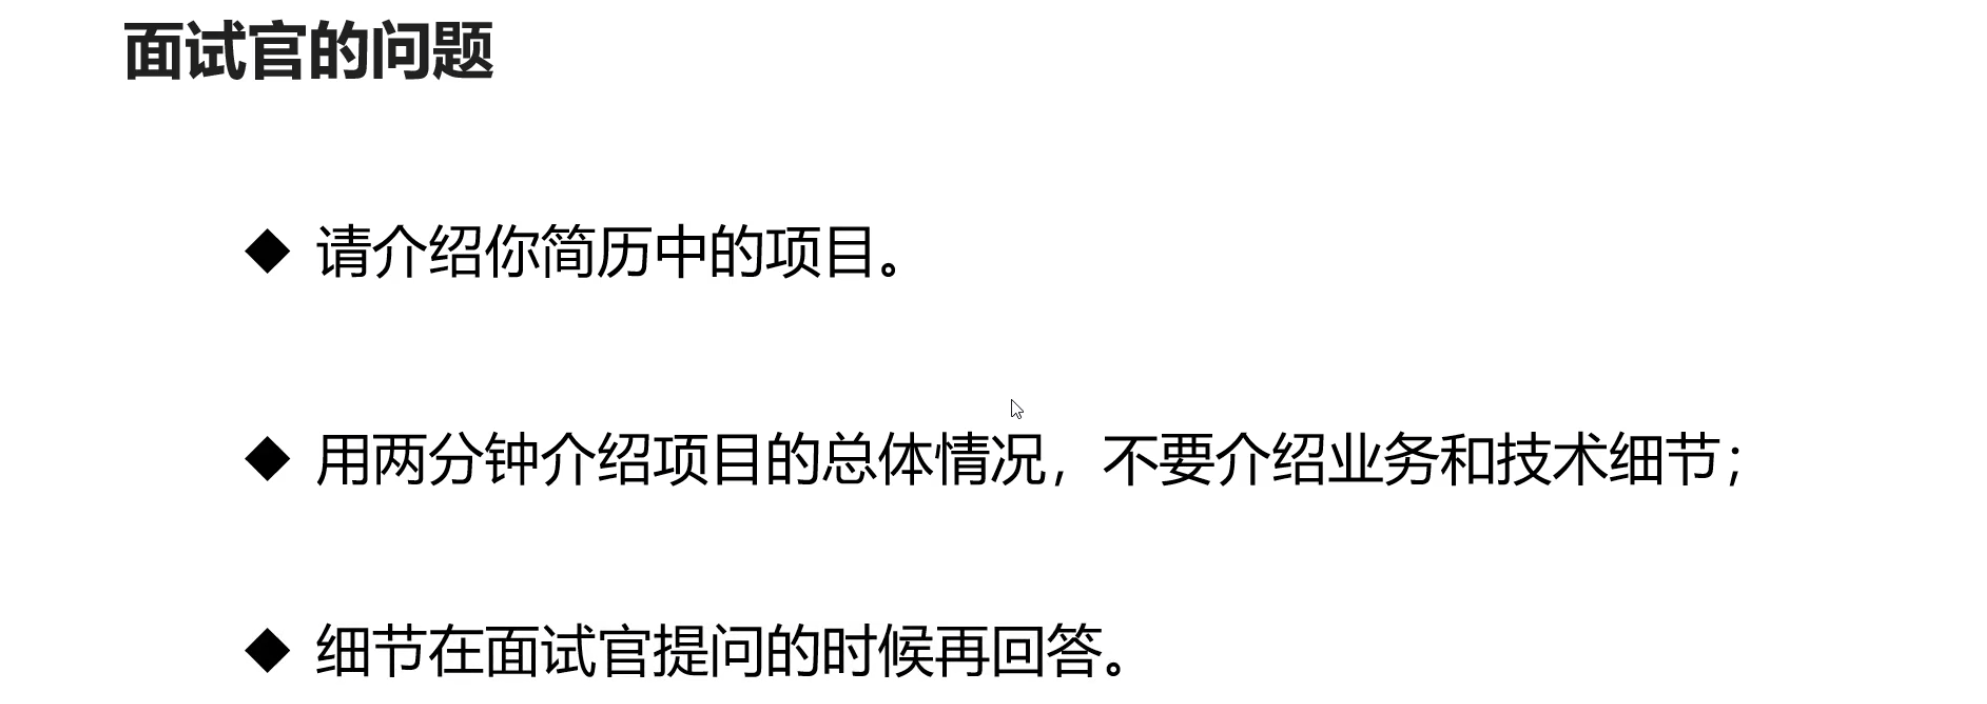 面试官的问题
◆ 请介绍你简历中的项目。
◆ 用两分钟介绍项目的总体情况，不要介绍业务和技术细节；
◆ 细节在面试官提问的时候再回答。